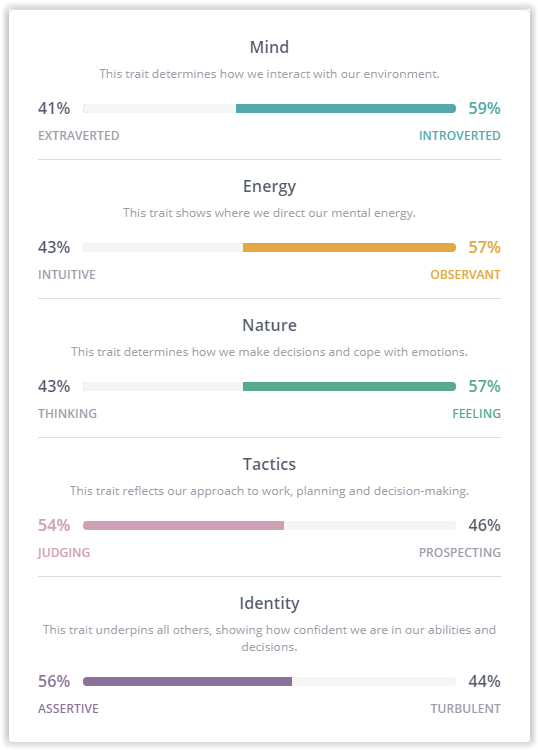 Mind
This trait determines how we interact with our environment.
41% 59%
EXTRAVERTED INTROVERTED
Energy
This trait shows where we direct our mental energy.
43% 57%
INTUITIVE OBSERVANT
Nature
This trait determines how we make decisions and cope with emotions.
43% 57%
THINKING FEELING
Tactics
This trait reflects our approach to work, planning and decision-making.
54% 46%
JUDGING PROSPECTING
Identity
This trait underpins all others, showing how confident we are in our abilities and
decisions.
56% 44%
ASSERTIVE TURBULENT